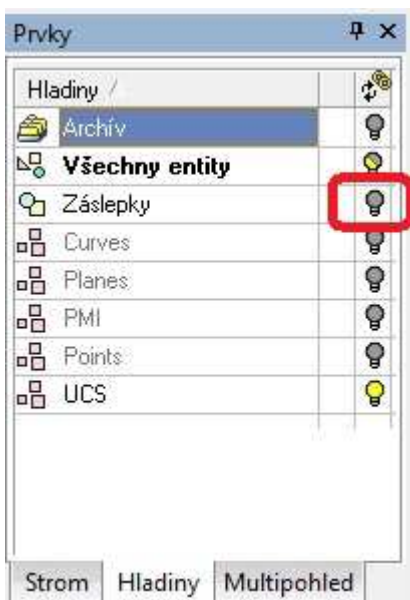 Prvky
Hladiny /
Archív
Všechny entity
Záslepky
Curves
Planes
PMI
Points
UCS
Strom Hladiny Multipohled